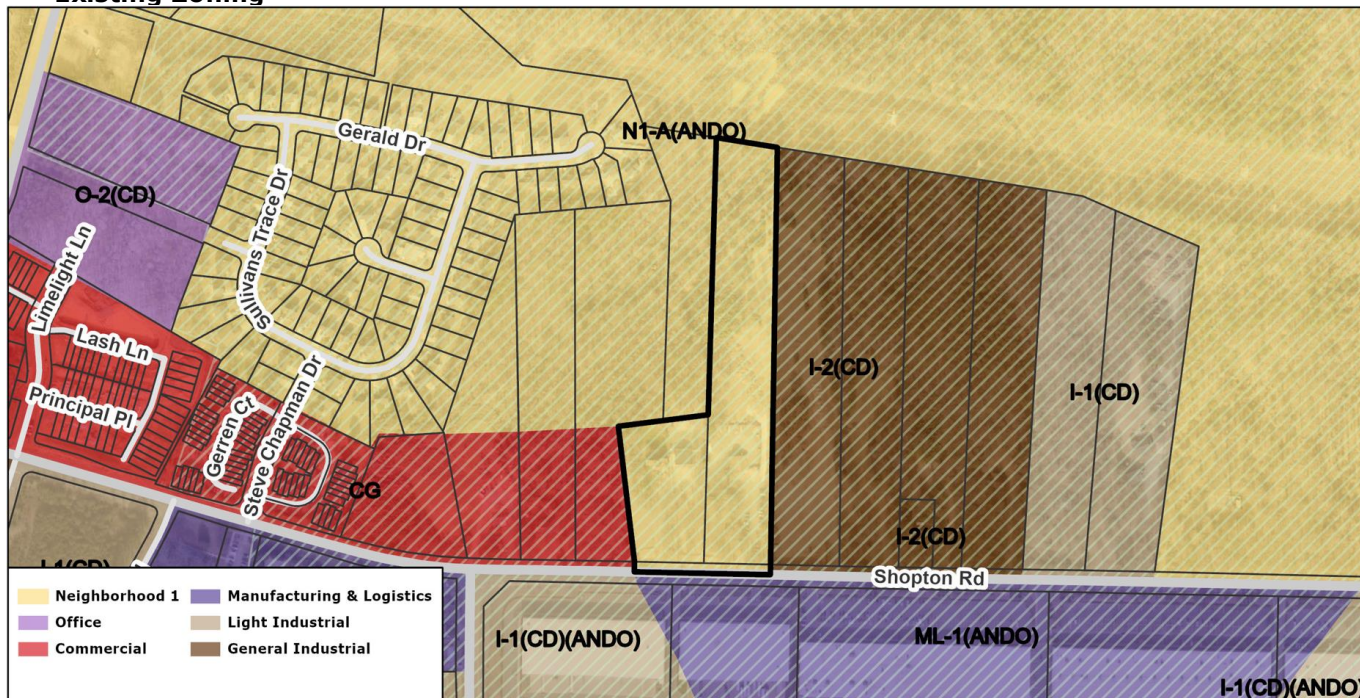 Existing Zoning
N1-A(ANDO)
Gerald Dr
O-2(CD)
Sullivans Trace Dr
Limelight Ln
Lash Ln
Principal Pl
Gerren Ct
Steve Chapman Dr
CG
I-2(CD)
I-1(CD)
I-2(CD)
Shopton Rd
I-1(CD)
I-1(CD)(ANDO)
ML-1(ANDO)
I-1(CD)(ANDO)
Neighborhood 1
Manufacturing & Logistics
Office
Light Industrial
Commercial
General Industrial